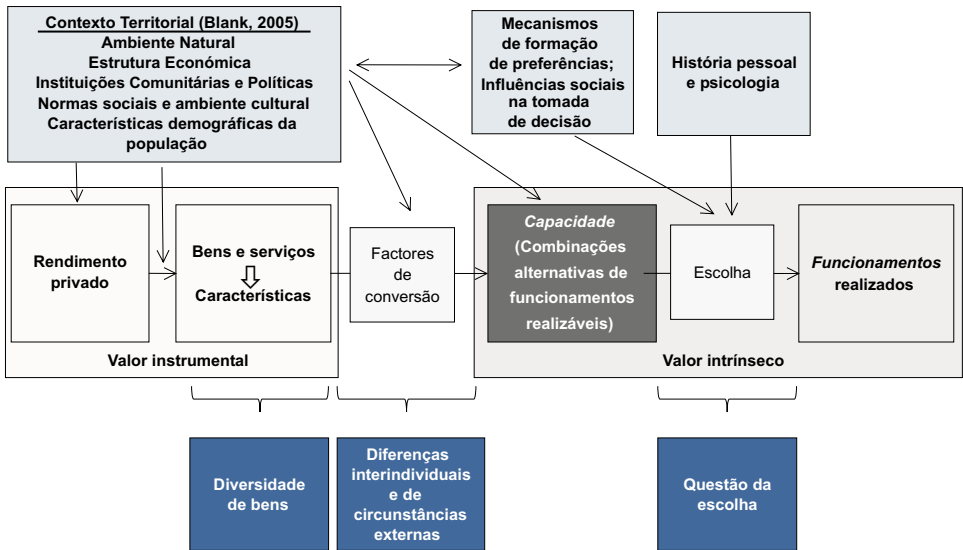 Contexto Territorial (Blank, 2005)
Ambiente Natural
Estrutura Económica
Instituições Comunitárias e Políticas
Normas sociais e ambiente cultural
Características demográficas da
população
Mecanismos
de formação
de preferências;
Influências sociais
na tomada
de decisão
História pessoal
e psicologia
Rendimento
privado
Bens e serviços
Características
Valor instrumental
Factores
de
conversão
Capacidade
(Combinações
alternativas de
funcionamentos
realizáveis)
Escolha
Funcionamentos
realizados
Valor intrínseco
Diversidade
de bens
Diferenças
interindividuais
e de
circunstâncias
externas
Questão da
escolha